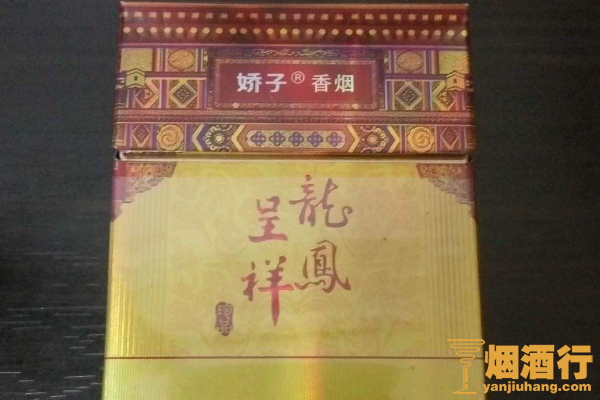 娇子®香烟
龍鳳
呈祥
烟酒行
yanjiuhang.com